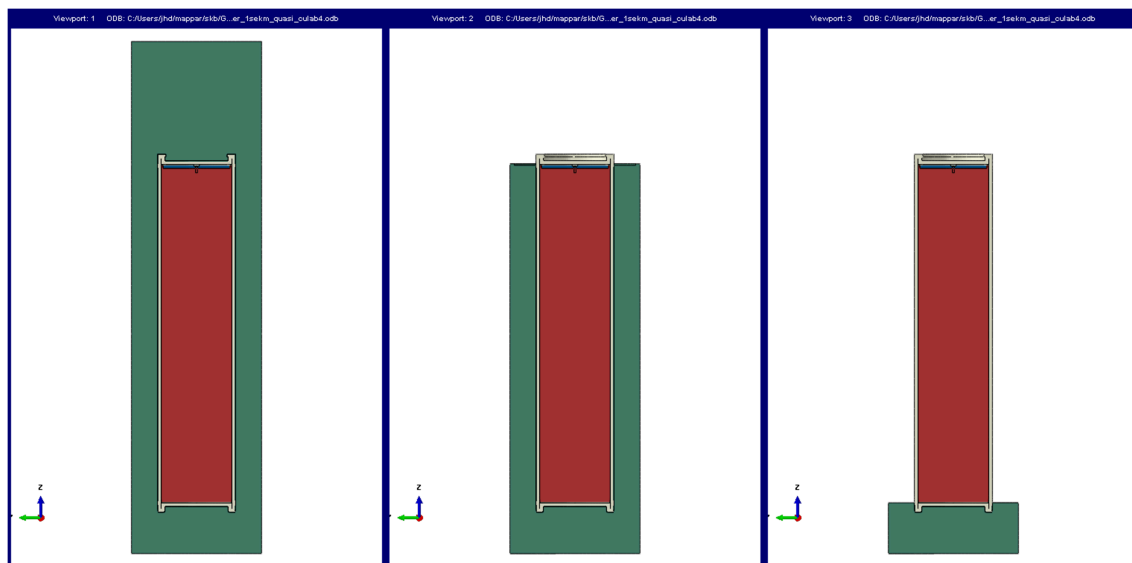 Viewport: 1 ODB: C:/Users/jhd/mappar/skb/G...er_1sekm_quasi_culab4.odb
Viewport: 2 ODB: C:/Users/jhd/mappar/skb/G...er_1sekm_quasi_culab4.odb
Viewport: 3 ODB: C:/Users/jhd/mappar/skb/G...er_1sekm_quasi_culab4.odb
Z
Z
Z